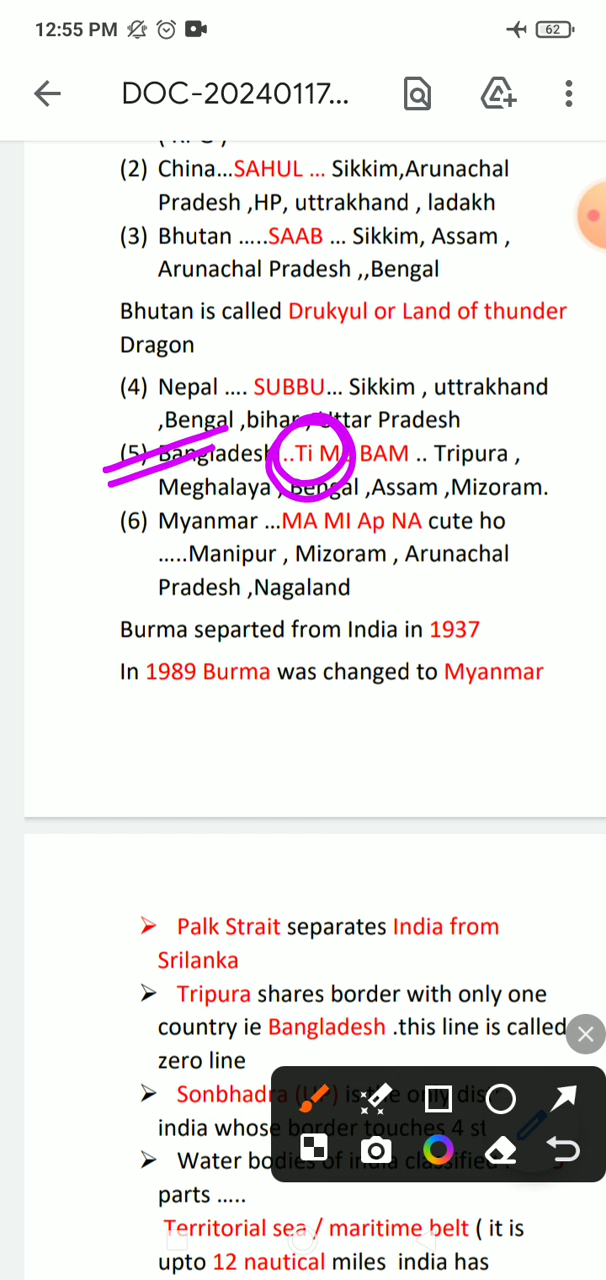 12:55 PM
62
DOC-20240117...
(2) China...SAHUL ... Sikkim,Arunachal
Pradesh ,HP, uttrakhand , ladakh
(3) Bhutan .....SAAB ... Sikkim, Assam ,
Arunachal Pradesh ,,Bengal
Bhutan is called Drukyul or Land of thunder
Dragon
(4) Nepal .... SUBBU... Sikkim , uttrakhand
,Bengal ,bihar , Uttar Pradesh
(5) Bangladesh ..Ti M BAM .. Tripura ,
Meghalaya , Bengal ,Assam ,Mizoram.
(6) Myanmar ...MA MI Ap NA cute ho
.....Manipur , Mizoram , Arunachal
Pradesh ,Nagaland
Burma separted from India in 1937
In 1989 Burma was changed to Myanmar
➢ Palk Strait separates India from
Srilanka
➢ Tripura shares border with only one
country ie Bangladesh .this line is called
zero line
➢ Sonbhadra (UP) is the only dis
india whose border touches 4 st
➢ Water bodies of india classified
parts .....
Territorial sea / maritime belt ( it is
upto 12 nautical miles india has